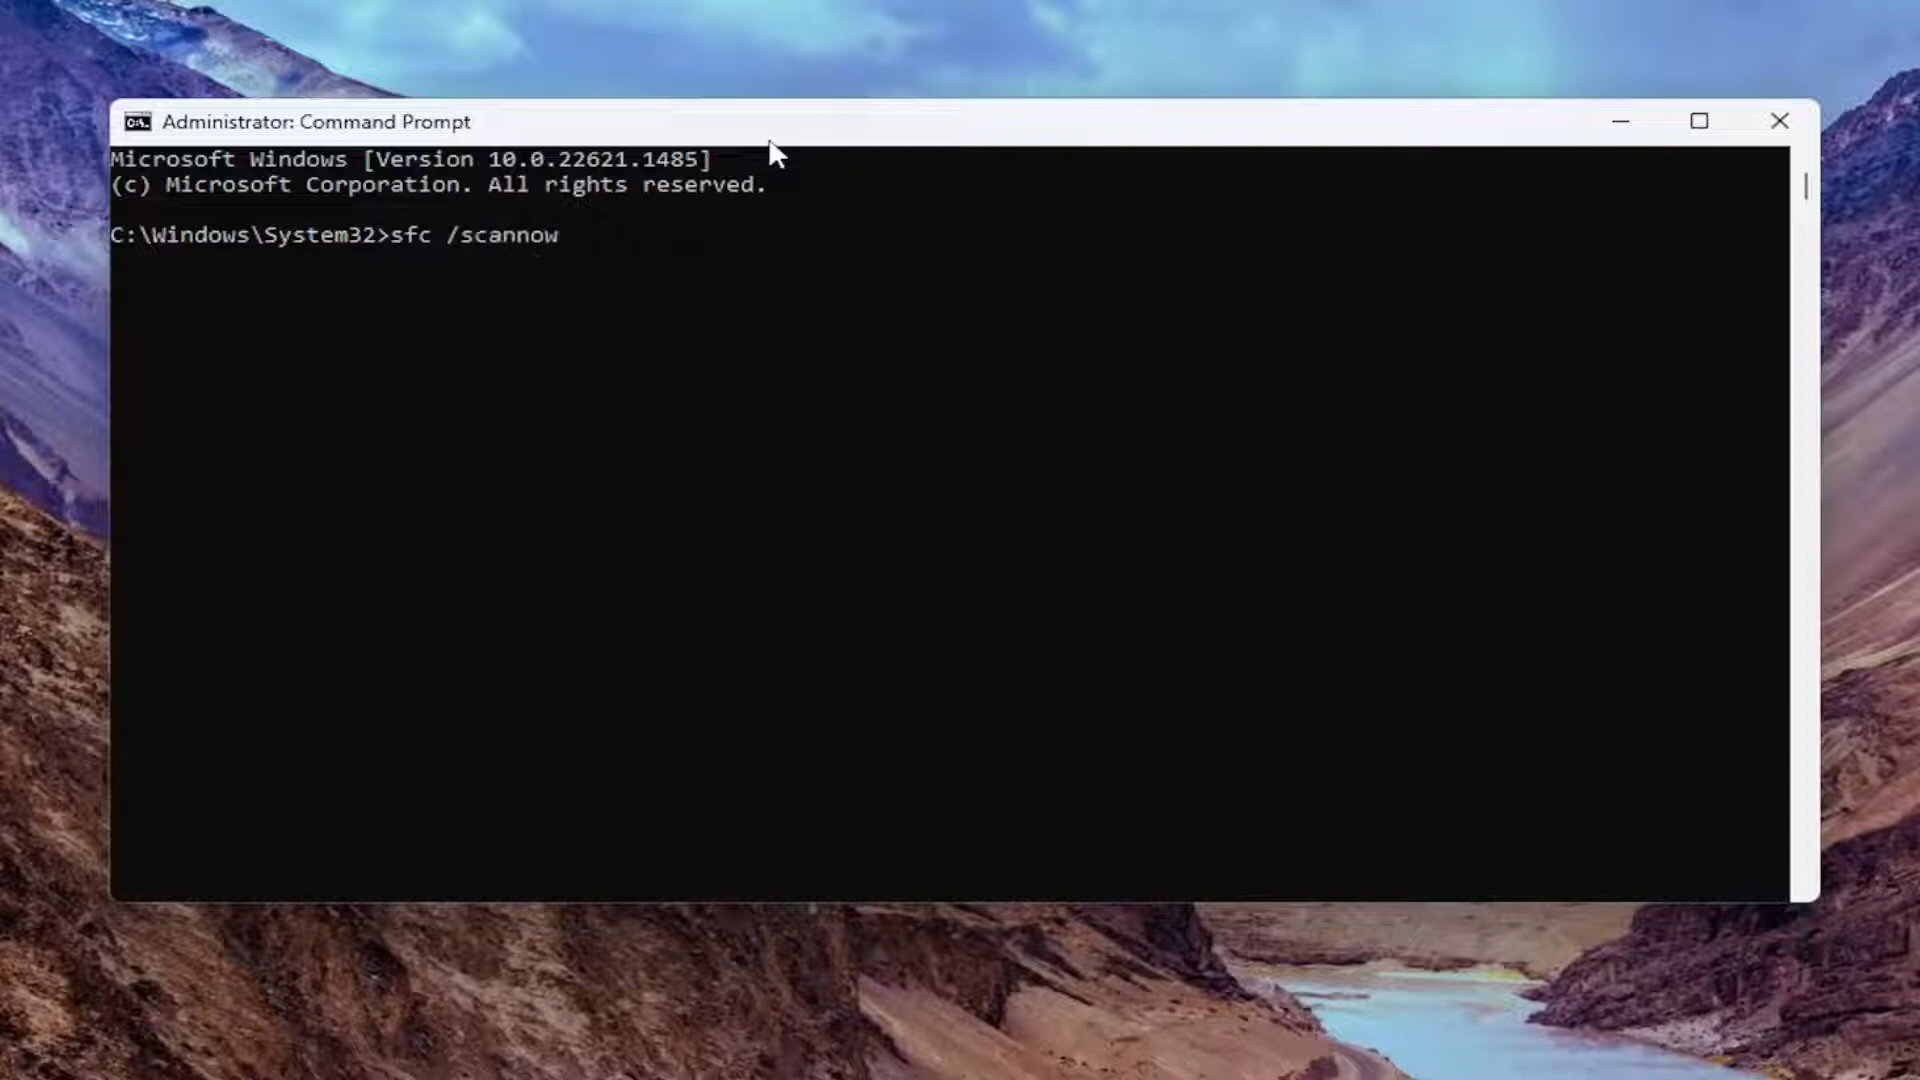 Administrator: Command Prompt
Microsoft Windows [Version 10.0.22621.1485]
(c) Microsoft Corporation. All rights reserved.
C:\Windows\System32>sfc /scannow